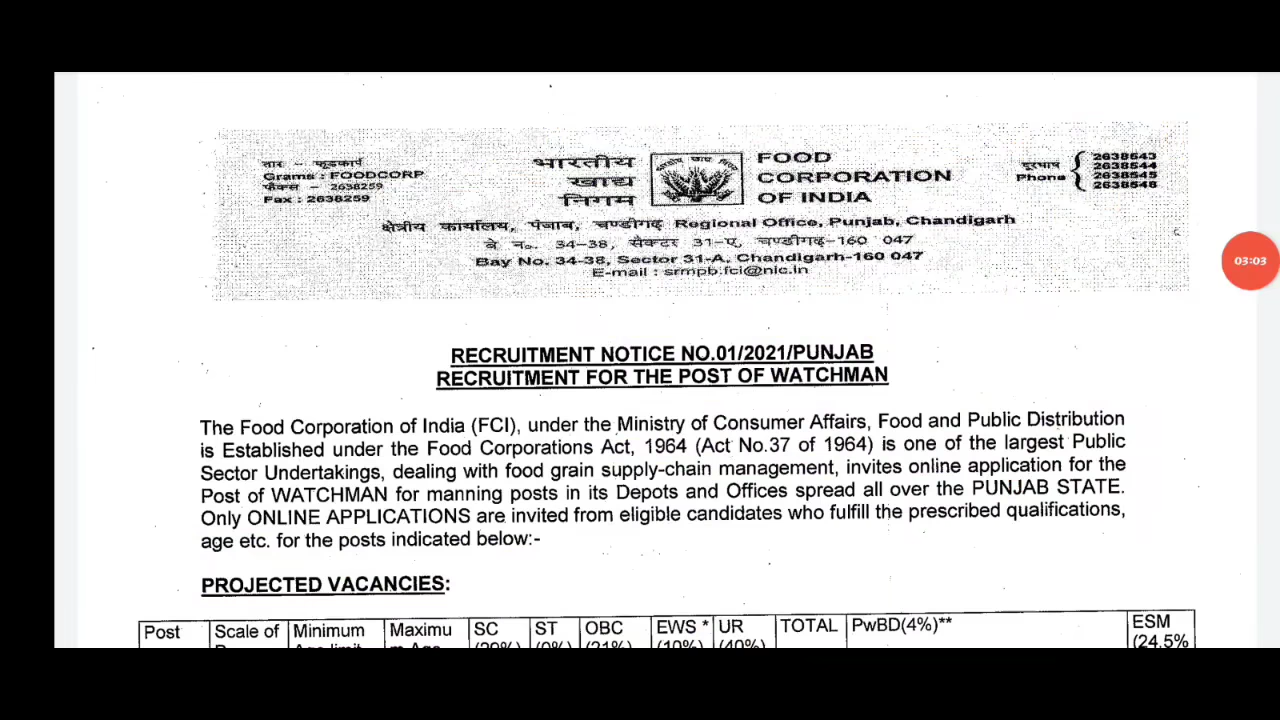 तार - फूडकार्प
Grams : FOODCORP
फैक्स - 2638259
Fax : 2638259
भारतीय
खाद्य
निगम
FOOD
CORPORATION
OF INDIA
दूरभाष
Phone
2638543
2638544
2638545
2638548
क्षेत्रीय कार्यालय, पंजाब, चण्डीगढ़ Regional Office, Punjab, Chandigarh
बे न०. 34-38, सेक्टर 31-ए, चण्डीगढ़-160 047
Bay No. 34-38, Sector 31-A, Chandigarh-160 047
E-mail : srmpb.fci@nic.in
03:03
RECRUITMENT NOTICE NO.01/2021/PUNJAB
RECRUITMENT FOR THE POST OF WATCHMAN
The Food Corporation of India (FCI), under the Ministry of Consumer Affairs, Food and Public Distribution
is Established under the Food Corporations Act, 1964 (Act No.37 of 1964) is one of the largest Public
Sector Undertakings, dealing with food grain supply-chain management, invites online application for the
Post of WATCHMAN for manning posts in its Depots and Offices spread all over the PUNJAB STATE.
Only ONLINE APPLICATIONS are invited from eligible candidates who fulfill the prescribed qualifications,
age etc. for the posts indicated below:-
PROJECTED VACANCIES:
Post Scale of Minimum Maximu SC ST OBC EWS * UR TOTAL PwBD(4%)** ESM
(21%) (10%) (40%) (24.5%